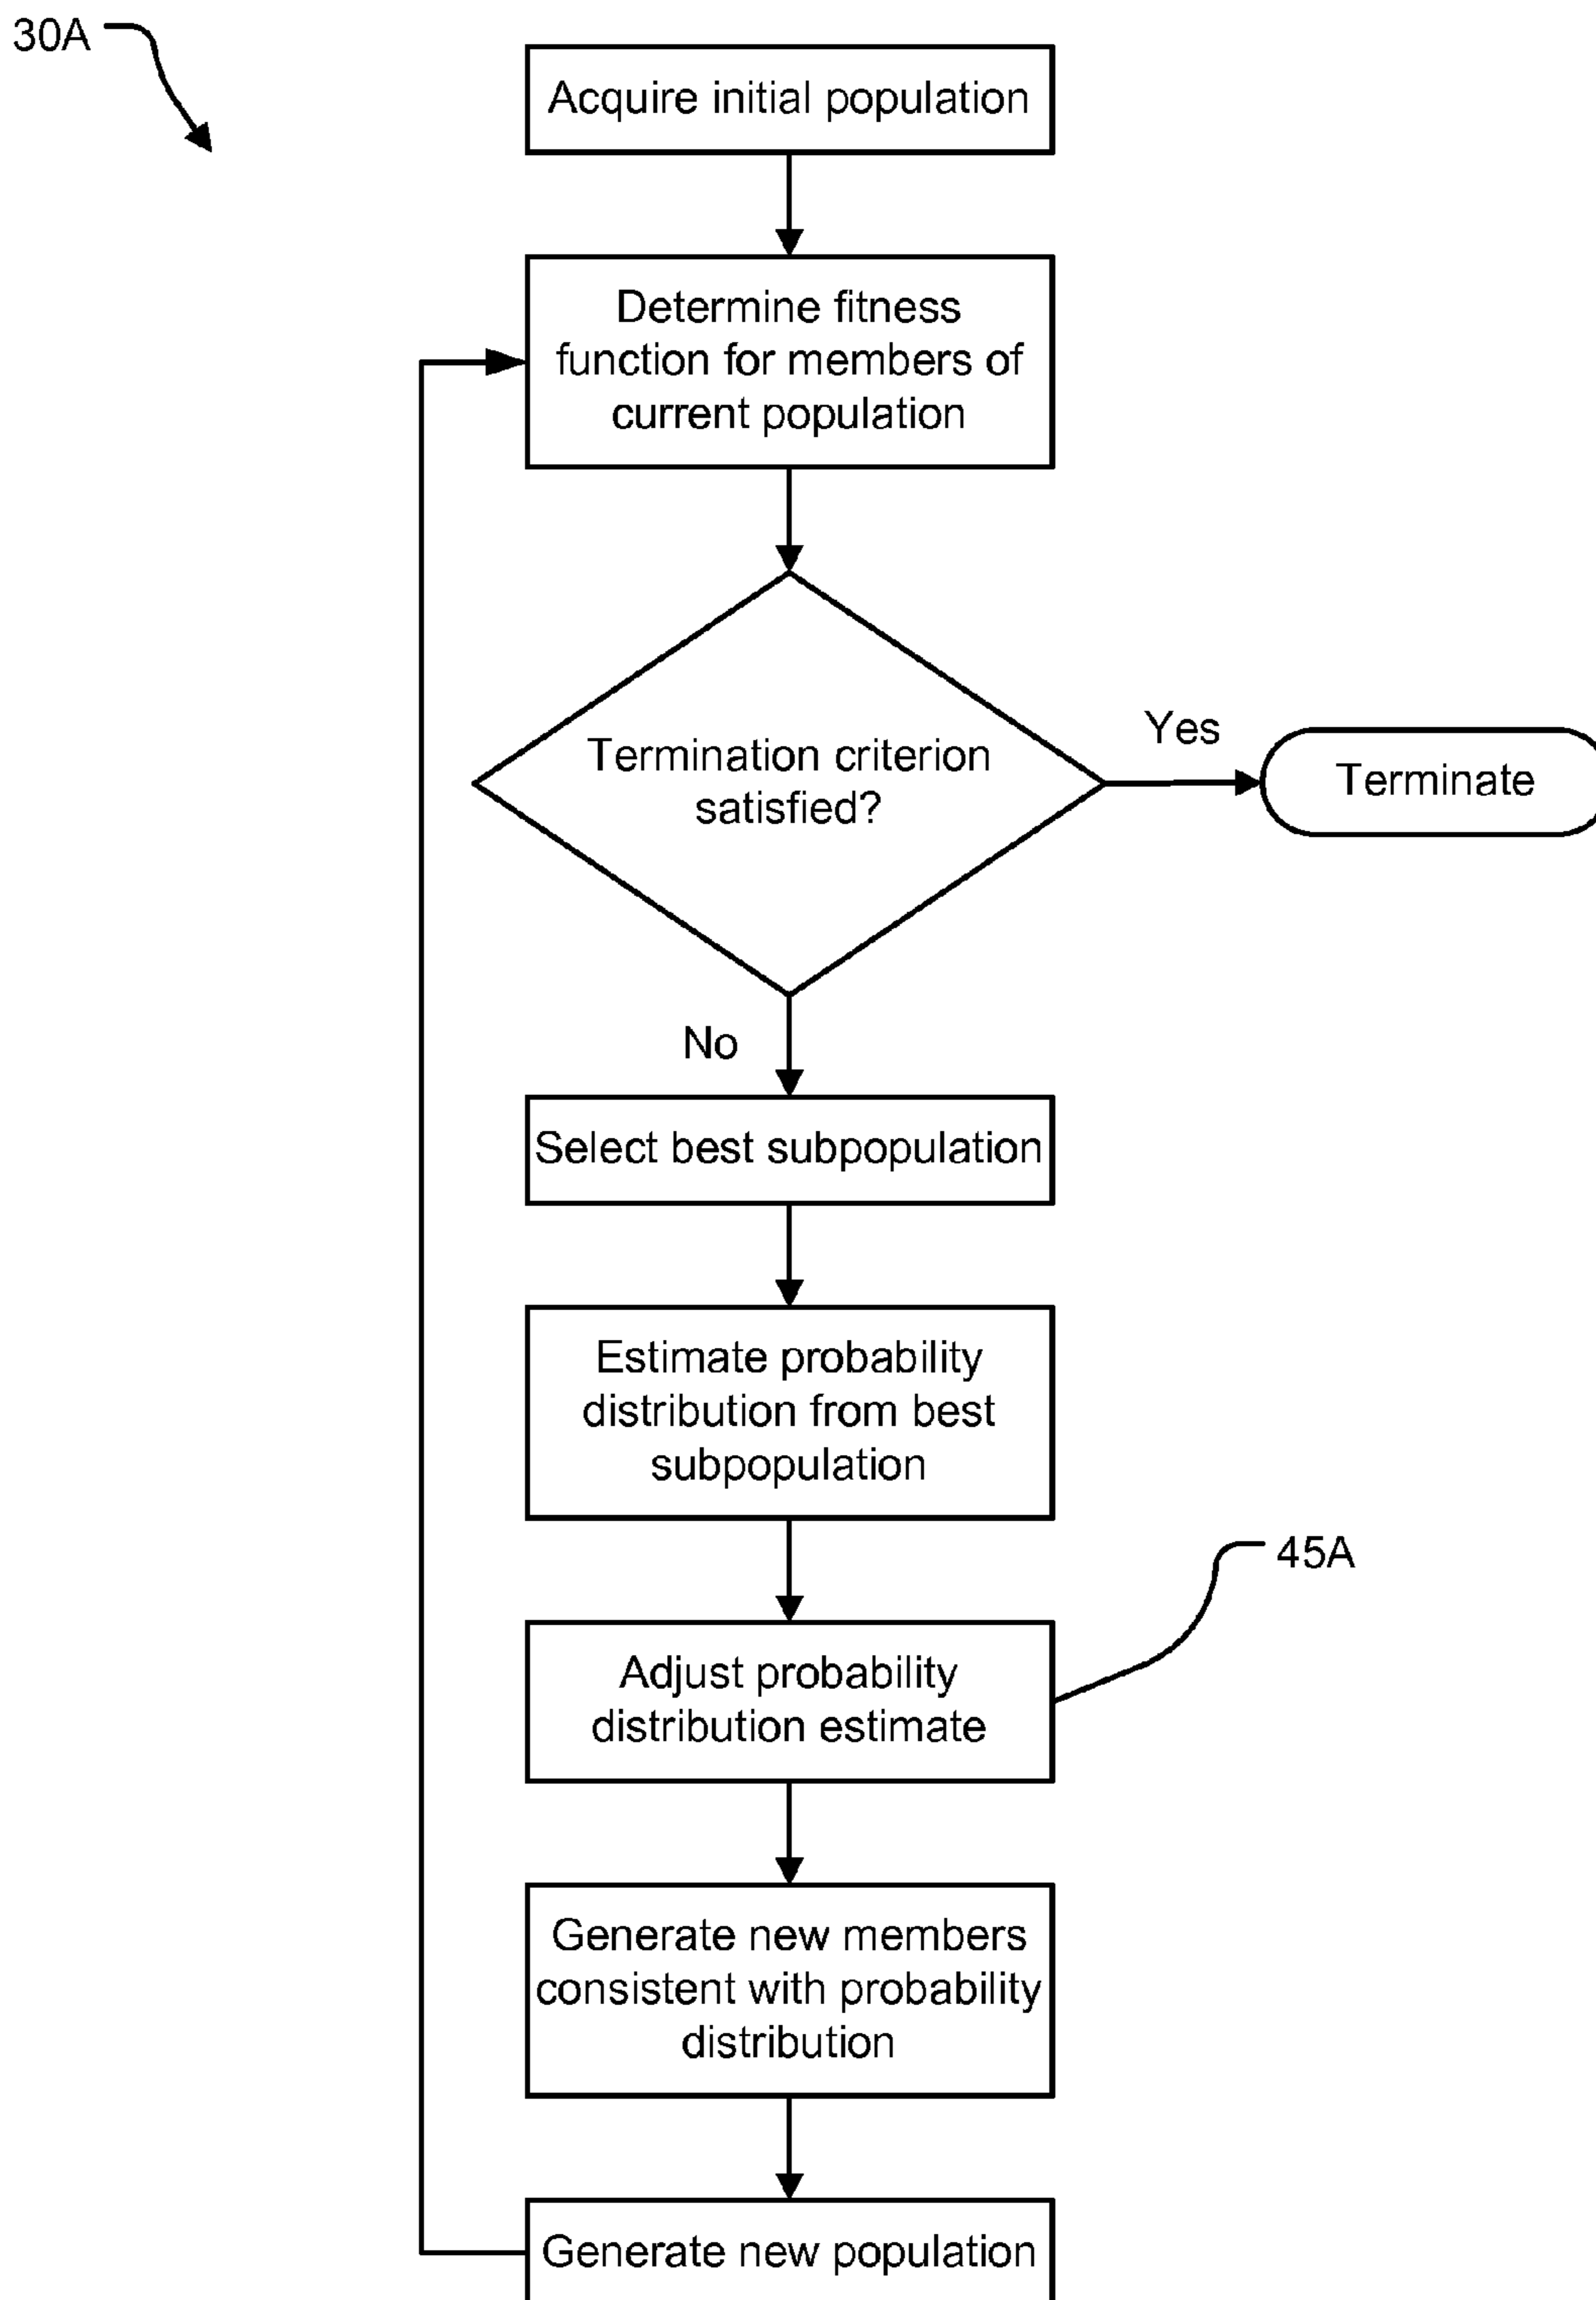 30A
Acquire initial population
Determine fitness
function for members of
current population
Termination criterion
satisfied?
Yes
Terminate
No
Select best subpopulation
Estimate probability
distribution from best
subpopulation
45A
Adjust probability
distribution estimate
Generate new members
consistent with probability
distribution
Generate new population